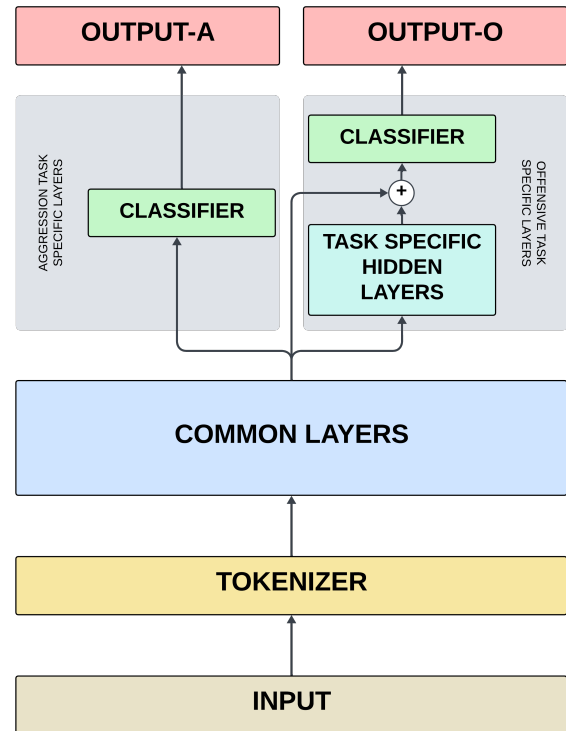 OUTPUT-A
OUTPUT-O
AGGRESSION TASK
SPECIFIC LAYERS
CLASSIFIER
CLASSIFIER
+
TASK SPECIFIC
HIDDEN
LAYERS
OFFENSIVE TASK
SPECIFIC LAYERS
COMMON LAYERS
TOKENIZER
INPUT